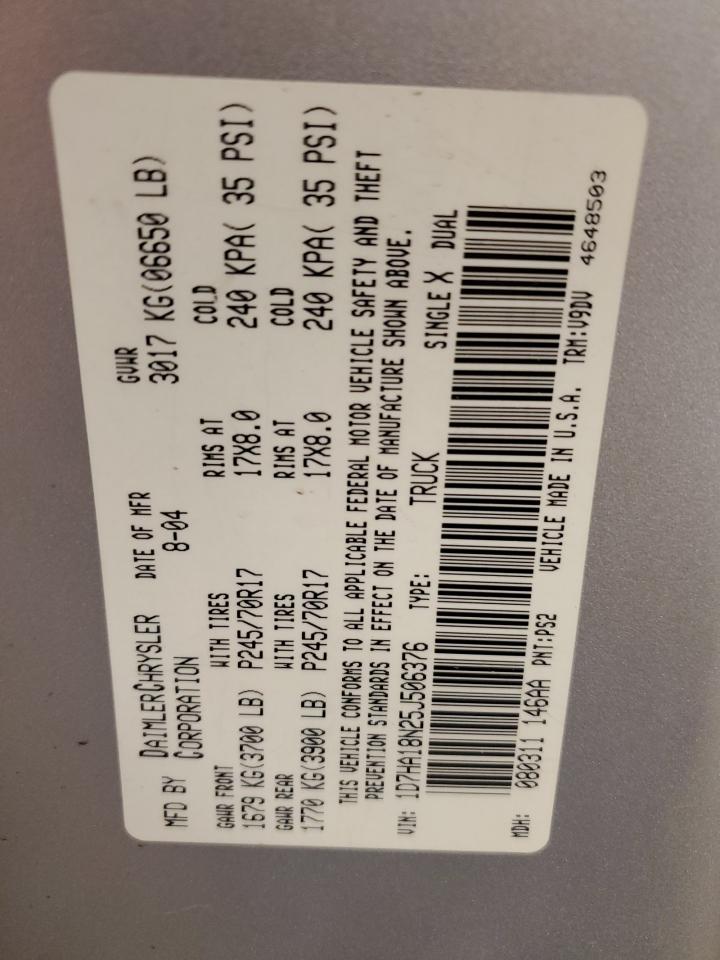 MFD BY DAIMLERCHRYSLER CORPORATION DATE OF MFR 8-04 GVWR 3017 KG(06650 LB)
GAWR FRONT WITH TIRES RIMS AT COLD
1679 KG(3700 LB) P245/70R17 17X8.0 240 KPA( 35 PSI)
GAWR REAR WITH TIRES RIMS AT COLD
1770 KG(3900 LB) P245/70R17 17X8.0 240 KPA( 35 PSI)
THIS VEHICLE CONFORMS TO ALL APPLICABLE FEDERAL MOTOR VEHICLE SAFETY AND THEFT
PREVENTION STANDARDS IN EFFECT ON THE DATE OF MANUFACTURE SHOWN ABOVE.
VIN: 1D7HA18N25J506376 TYPE: TRUCK SINGLE X DUAL
MDH: 080311 146AA PNT:PS2 VEHICLE MADE IN U.S.A. TRM:V9DV
4648503